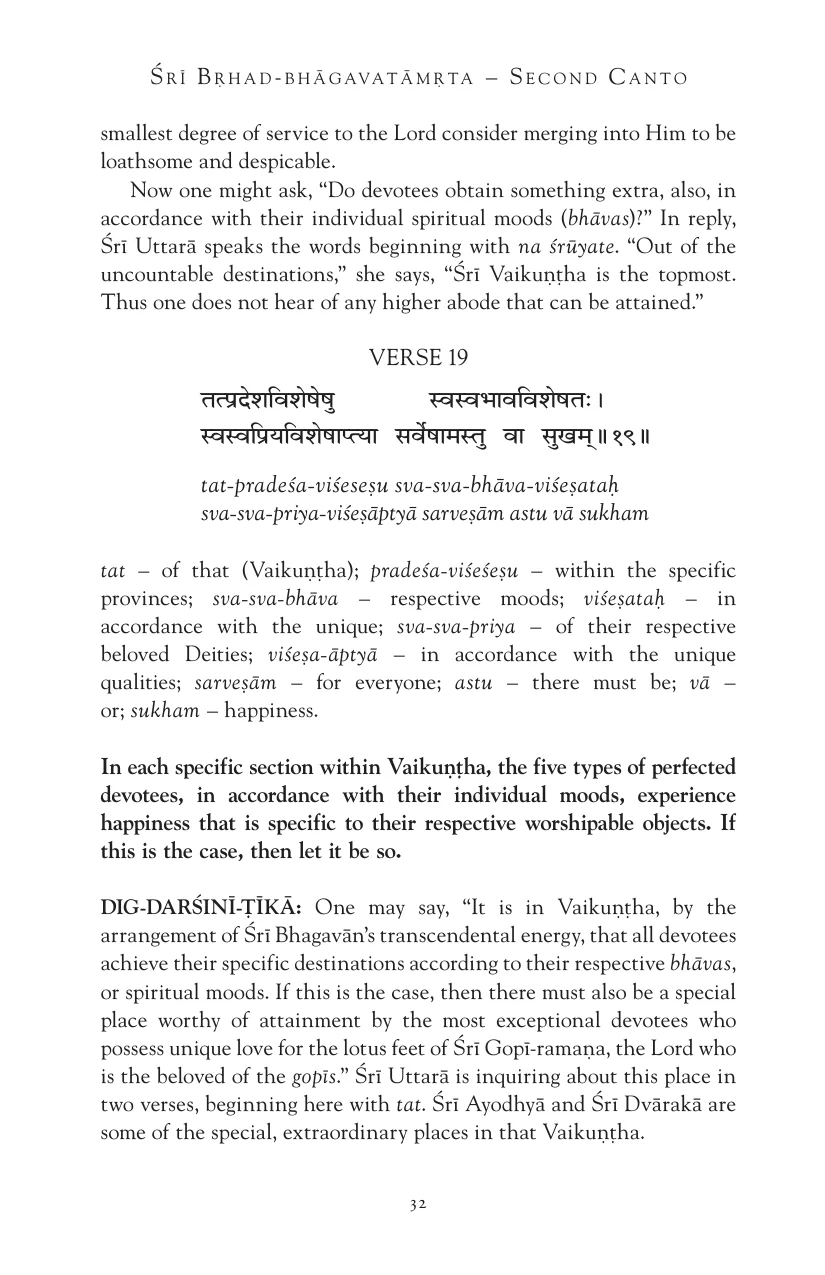 ŚRĪ BṚHAD-BHĀGAVATĀMṚTA – SECOND CANTO
smallest degree of service to the Lord consider merging into Him to be
loathsome and despicable.
Now one might ask, “Do devotees obtain something extra, also, in
accordance with their individual spiritual moods (bhāvas)?” In reply,
Śrī Uttarā speaks the words beginning with na śrūyate. “Out of the
uncountable destinations,” she says, “Śrī Vaikuṇṭha is the topmost.
Thus one does not hear of any higher abode that can be attained.”
VERSE 19
तत्प्रदेशविशेषेषु स्वस्वभावविशेषतः।
स्वस्वप्रियविशेषाप्त्या सर्वेषामस्तु वा सुखम्॥१९॥
tat-pradeśa-viśeseṣu sva-sva-bhāva-viśeṣataḥ
sva-sva-priya-viśeṣāptyā sarveṣām astu vā sukham
tat – of that (Vaikuṇṭha); pradeśa-viśeśeṣu – within the specific
provinces; sva-sva-bhāva – respective moods; viśeṣataḥ – in
accordance with the unique; sva-sva-priya – of their respective
beloved Deities; viśeṣa-āptyā – in accordance with the unique
qualities; sarveṣām – for everyone; astu – there must be; vā –
or; sukham – happiness.
In each specific section within Vaikuṇṭha, the five types of perfected
devotees, in accordance with their individual moods, experience
happiness that is specific to their respective worshipable objects. If
this is the case, then let it be so.
DIG-DARŚINĪ-ṬĪKĀ: One may say, “It is in Vaikuṇṭha, by the
arrangement of Śrī Bhagavān’s transcendental energy, that all devotees
achieve their specific destinations according to their respective bhāvas,
or spiritual moods. If this is the case, then there must also be a special
place worthy of attainment by the most exceptional devotees who
possess unique love for the lotus feet of Śrī Gopī-ramaṇa, the Lord who
is the beloved of the gopīs.” Śrī Uttarā is inquiring about this place in
two verses, beginning here with tat. Śrī Ayodhyā and Śrī Dvārakā are
some of the special, extraordinary places in that Vaikuṇṭha.
32